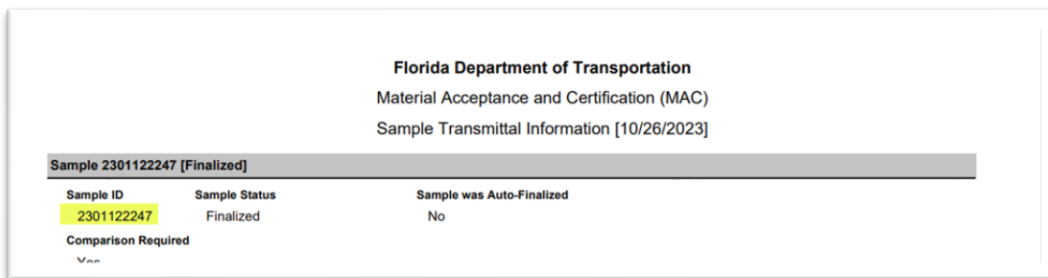 Florida Department of Transportation
Material Acceptance and Certification (MAC)
Sample Transmittal Information [10/26/2023]
Sample 2301122247 [Finalized]
Sample ID Sample Status Sample was Auto-Finalized
2301122247 Finalized No
Comparison Required
Yes